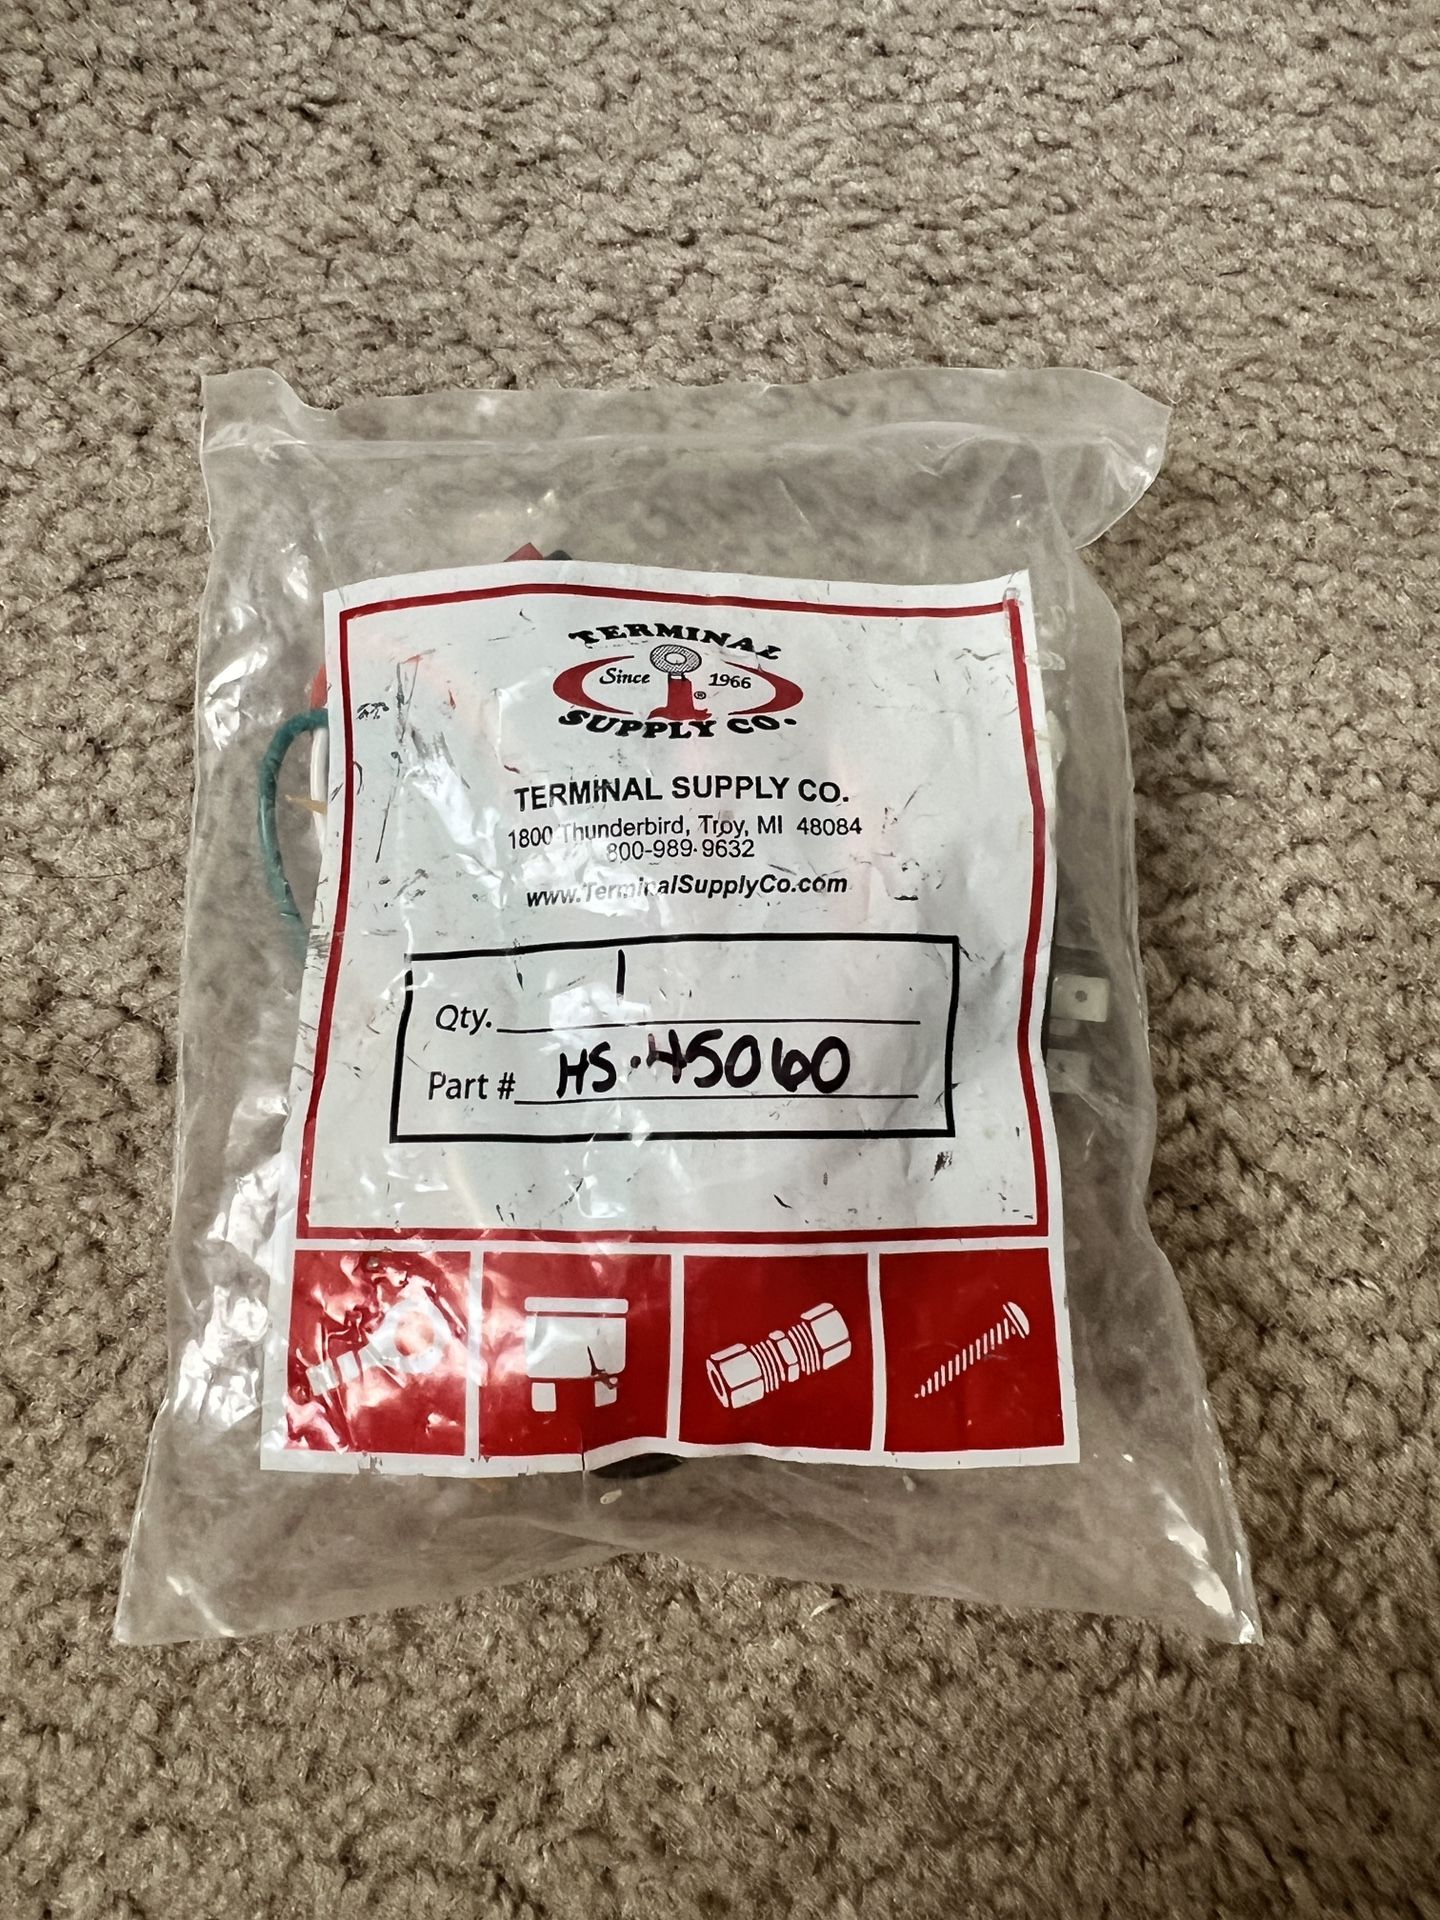 TERMINAL
Since 1966
®
SUPPLY CO.
TERMINAL SUPPLY CO.
1800 Thunderbird, Troy, MI 48084
800-989-9632
www.TerminalSupplyCo.com
Qty. 1
Part # HS-45060